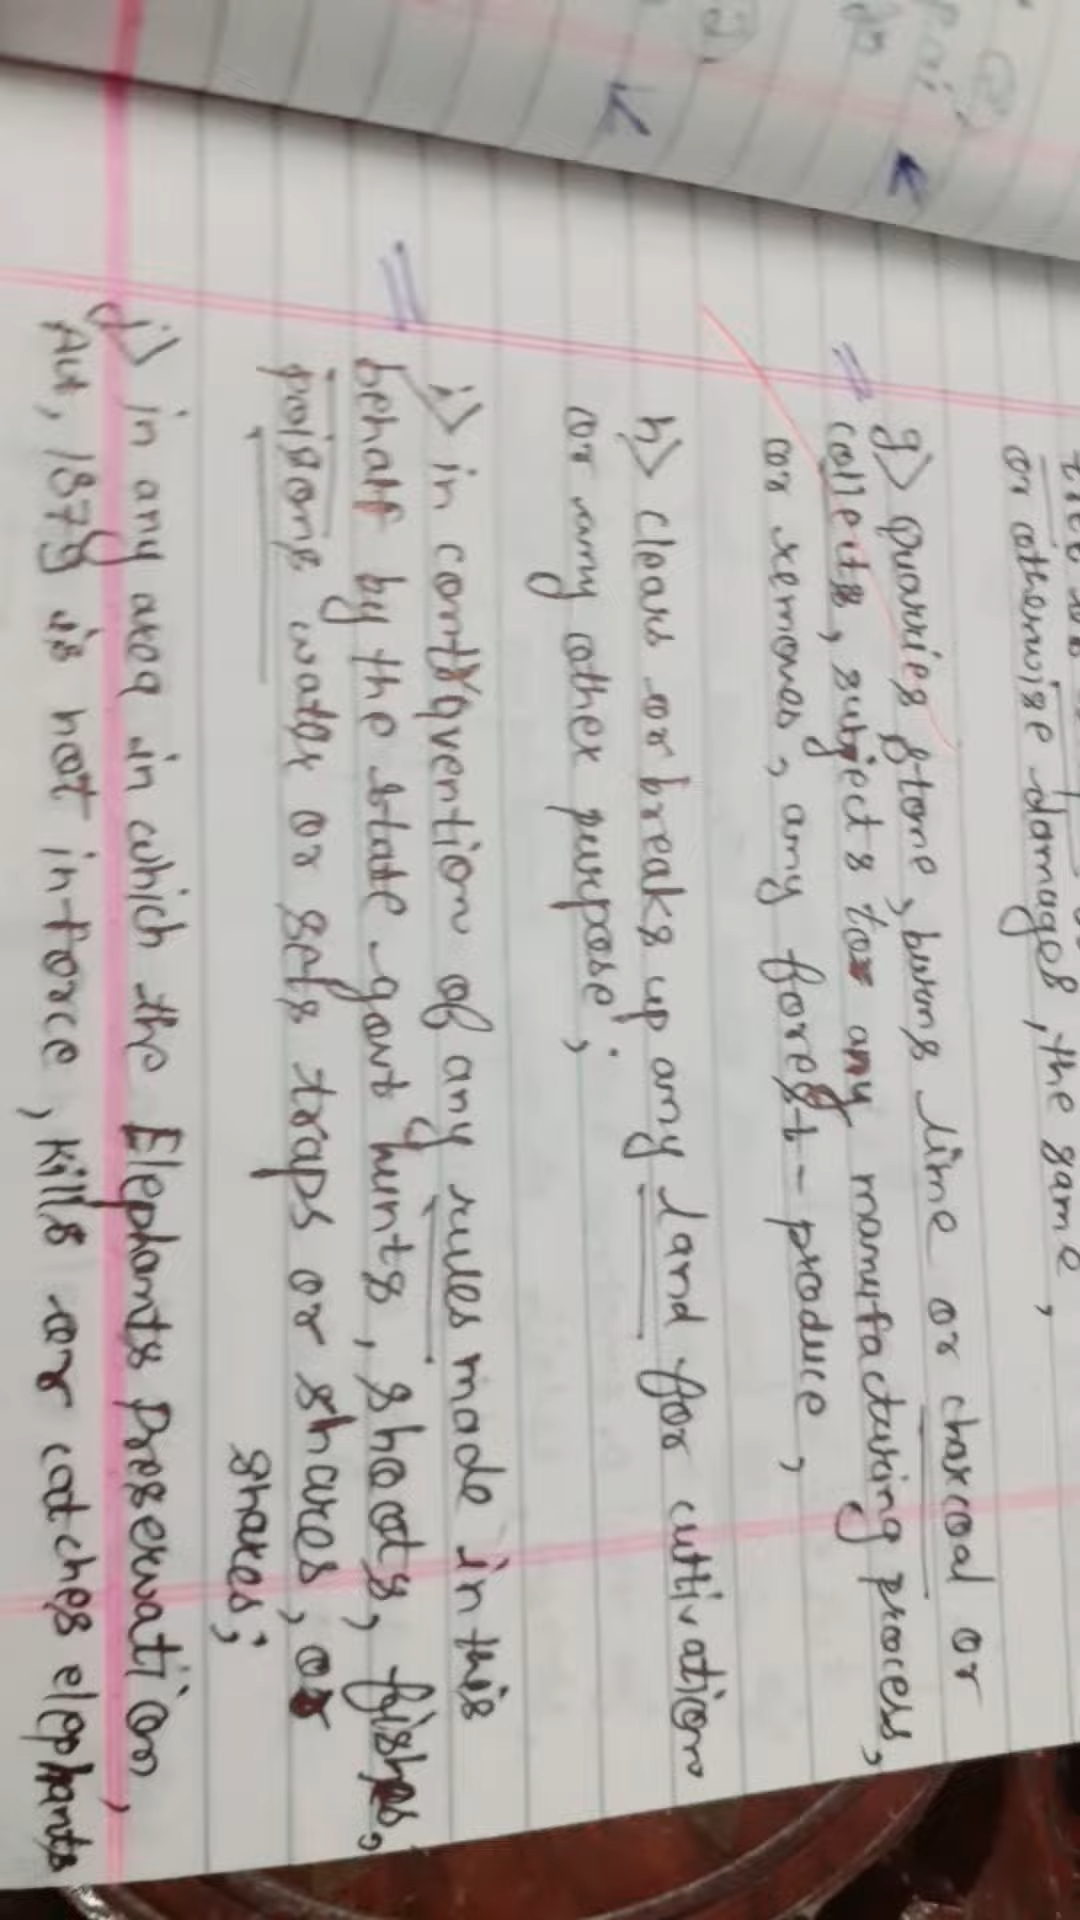 or otherwise damages, the same,
g) quarries stone, burns lime or charcoal or
collects, subjects tox any manufacturing process,
or removes, any forest-produce,
h) clears or breaks up any land for cultivation
or any other purpose;
i) in contravention of any rules made in this
behalf by the state govt hunts, shoots, fishes,
poisons water or sets traps or shares, or
snares;
j) in any area in which the Elephants Preservation,
Act, 1879 is not in-force, kills or catches elephants